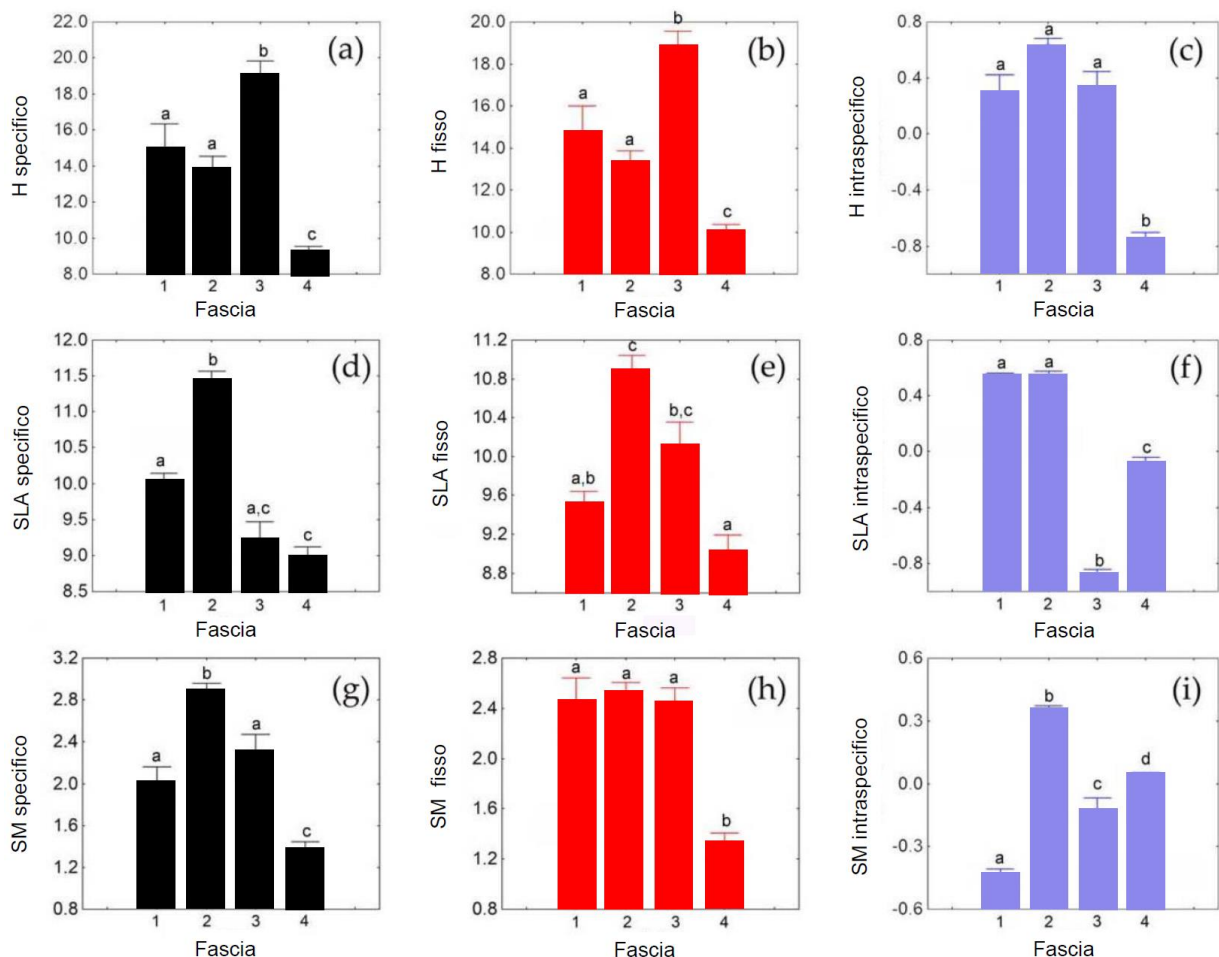 H specifico
22.0
20.0
18.0
16.0
14.0
12.0
10.0
8.0
(a)
a
a
b
c
1 2 3 4
Fascia
H fisso
20.0
18.0
16.0
14.0
12.0
10.0
8.0
(b)
a
a
b
c
1 2 3 4
Fascia
H intraspecifico
0.8
0.4
0.0
-0.4
-0.8
(c)
a
a
a
b
1 2 3 4
Fascia
SLA specifico
12.0
11.5
11.0
10.5
10.0
9.5
9.0
8.5
(d)
a
b
a,c
c
1 2 3 4
Fascia
SLA fisso
11.2
10.8
10.4
10.0
9.6
9.2
8.8
(e)
a,b
c
b,c
a
1 2 3 4
Fascia
SLA intraspecifico
0.8
0.4
0.0
-0.4
-0.8
(f)
a
a
b
c
1 2 3 4
Fascia
SM specifico
3.2
2.8
2.4
2.0
1.6
1.2
0.8
(g)
a
b
a
c
1 2 3 4
Fascia
SM fisso
2.8
2.4
2.0
1.6
1.2
0.8
(h)
a
a
a
b
1 2 3 4
Fascia
SM intraspecifico
0.6
0.3
0.0
-0.3
-0.6
(i)
a
b
c
d
1 2 3 4
Fascia